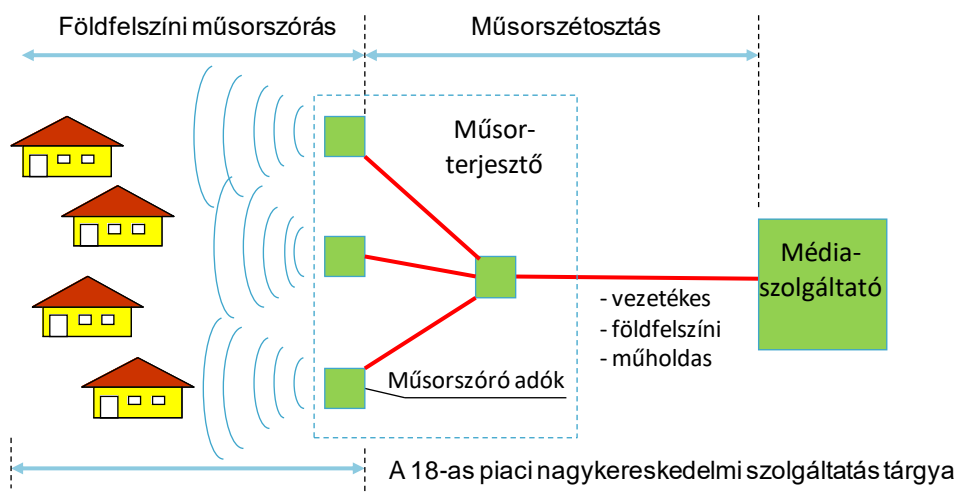 Földfelszíni műsorszórás
Műsorszétosztás
Műsor-
terjesztő
Média-
szolgáltató
- vezetékes
- földfelszíni
- műholdas
Műsorszóró adók
A 18-as piaci nagykereskedelmi szolgáltatás tárgya